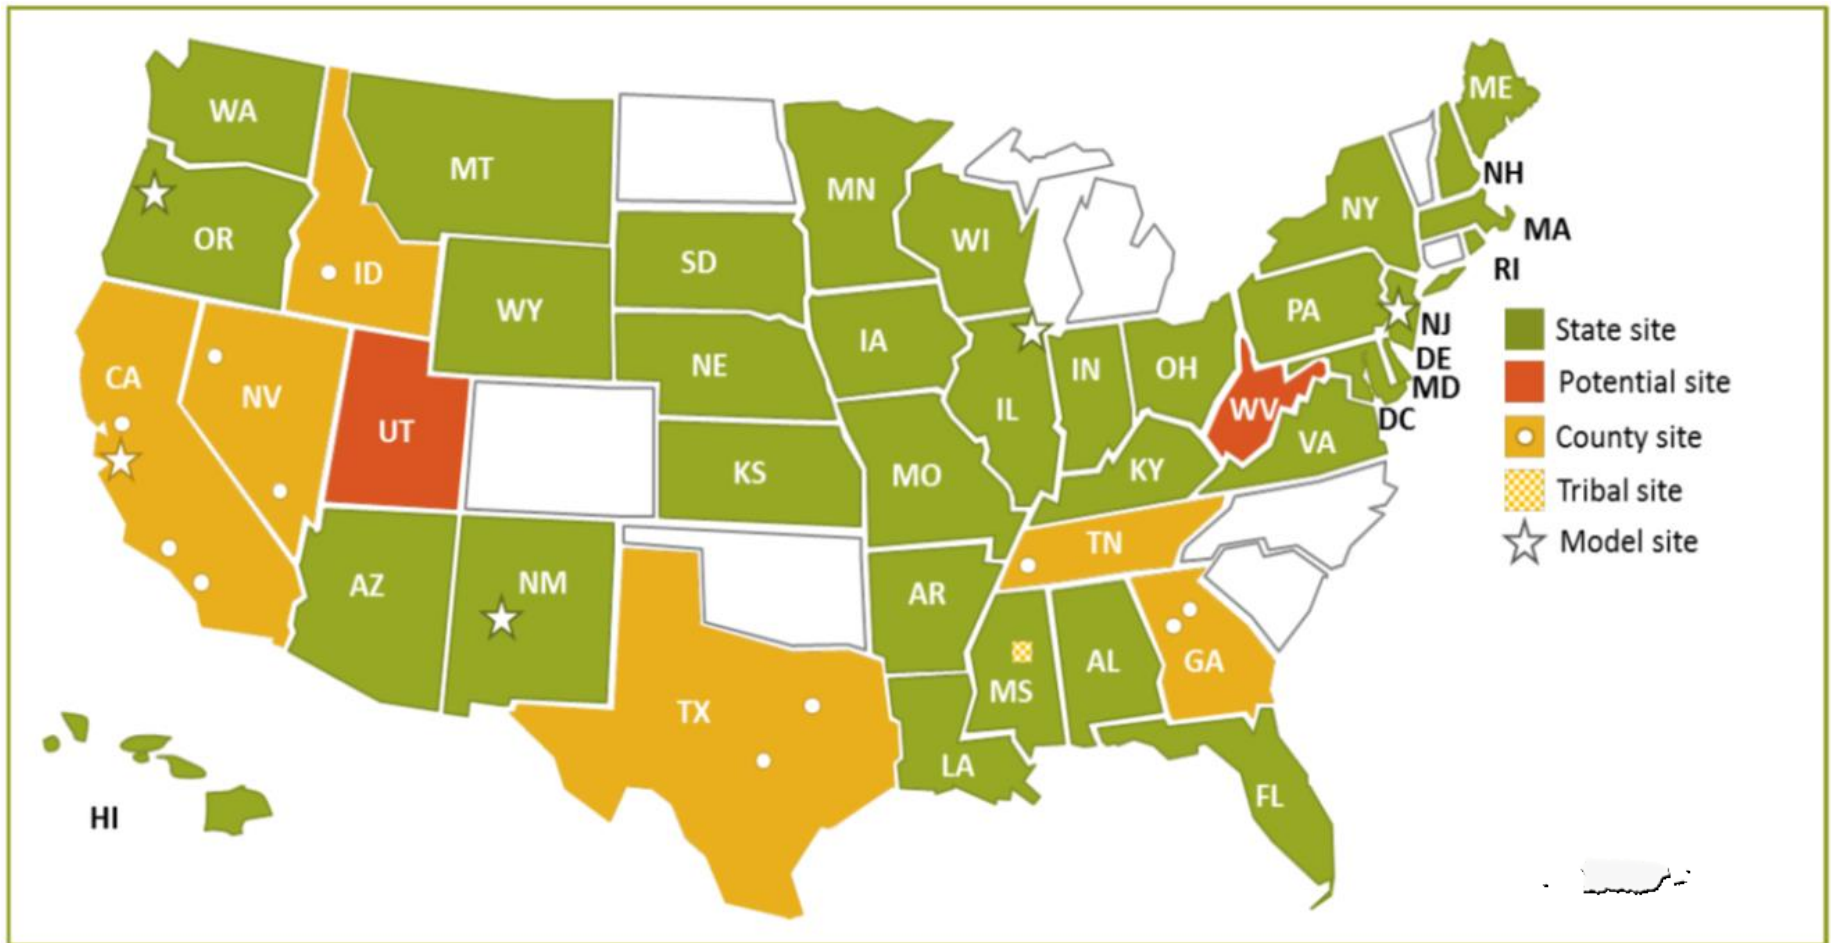 WA
MT
ME
MN
NH
OR
ID
SD
WI
NY
MA
RI
WY
IA
NE
PA
NJ
DE
MD
DC
CA
NV
UT
IL
IN
OH
WV
VA
KS
MO
KY
TN
AZ
NM
AR
MS
AL
GA
TX
LA
FL
HI
State site
Potential site
County site
Tribal site
Model site